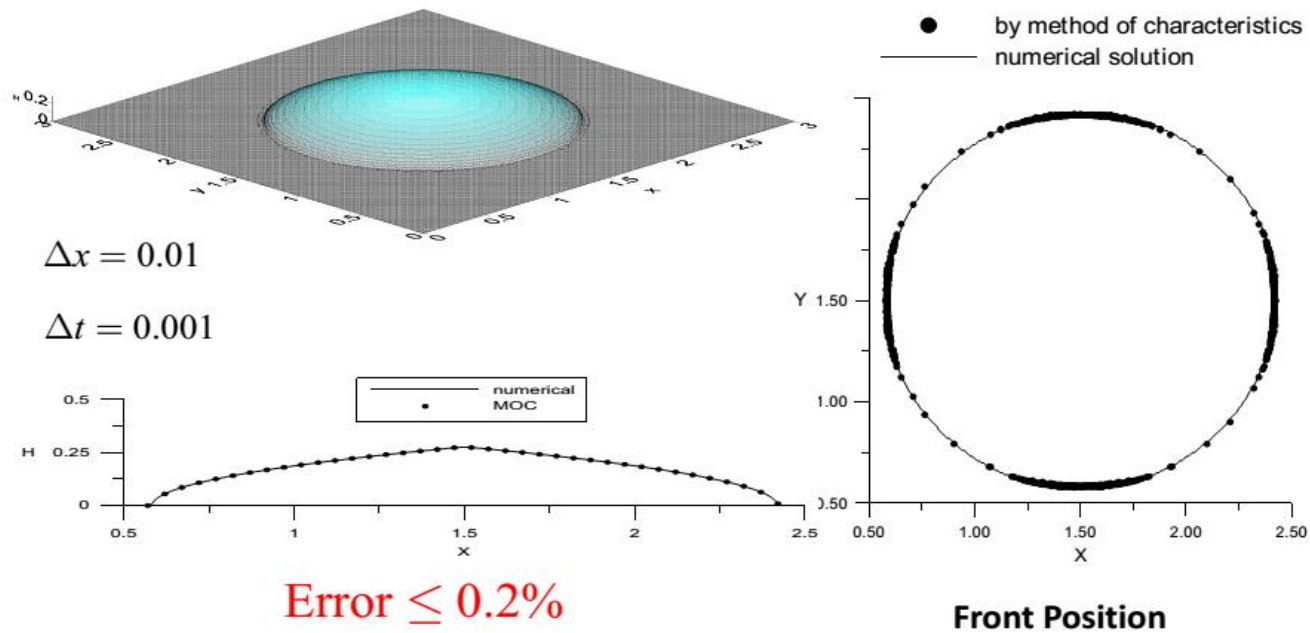 by method of characteristics
numerical solution
0.2
3
2.5
2
1.5
1
0.5
0
y
0
0.5
1
1.5
2
2.5
3
x
Δx = 0.01
Δt = 0.001
numerical
MOC
0.5
H 0.25
0
0.5 1 1.5 2 2.5
X
Error ≤ 0.2%
Y 1.50
1.00
0.50
0.50 1.00 1.50 2.00 2.50
X
Front Position